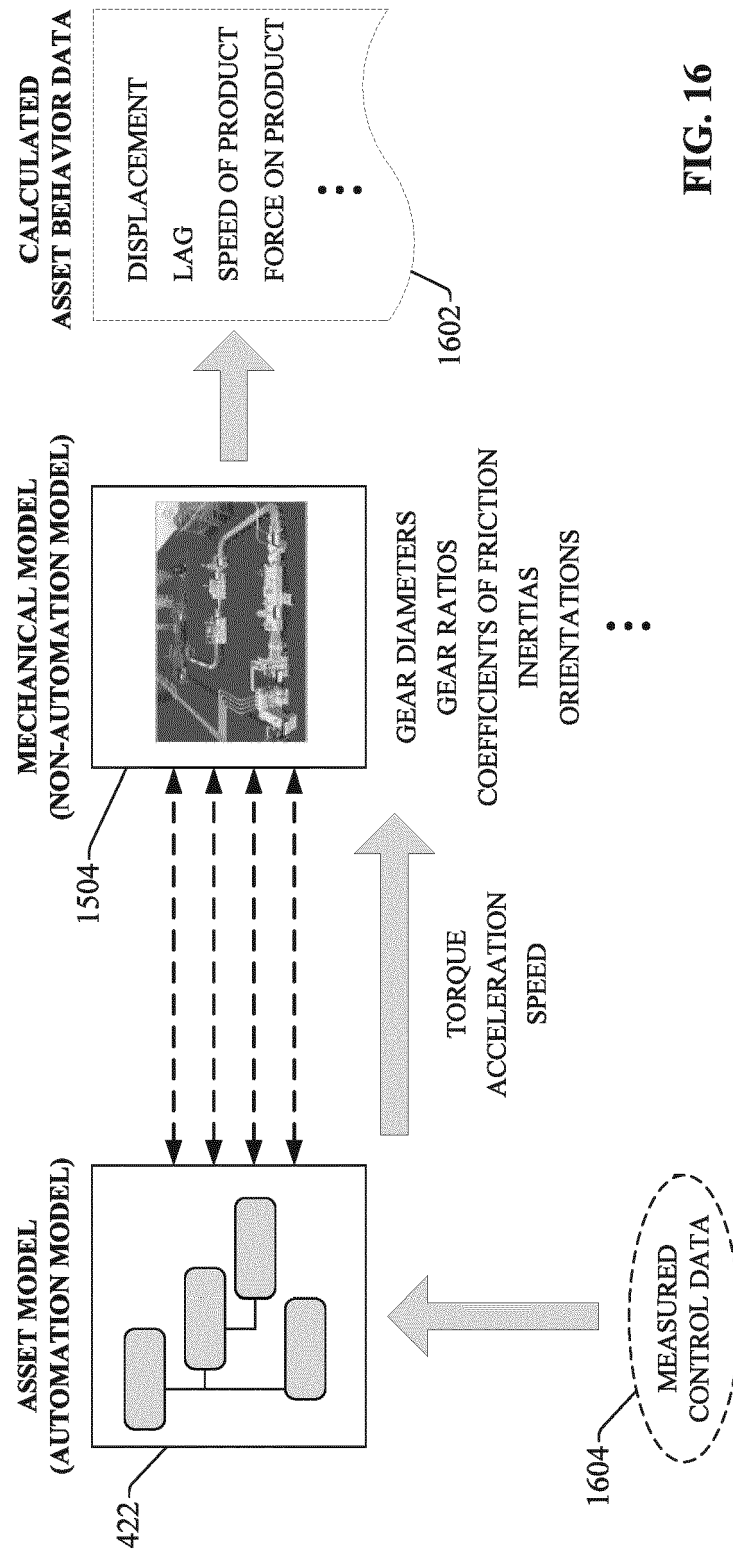 ASSET MODEL
(AUTOMATION MODEL)
422
MECHANICAL MODEL
(NON-AUTOMATION MODEL)
1504
CALCULATED
ASSET BEHAVIOR DATA
DISPLACEMENT
LAG
SPEED OF PRODUCT
FORCE ON PRODUCT
1602
TORQUE
ACCELERATION
SPEED
GEAR DIAMETERS
GEAR RATIOS
COEFFICIENTS OF FRICTION
INERTIAS
ORIENTATIONS
MEASURED
CONTROL DATA
1604
FIG. 16